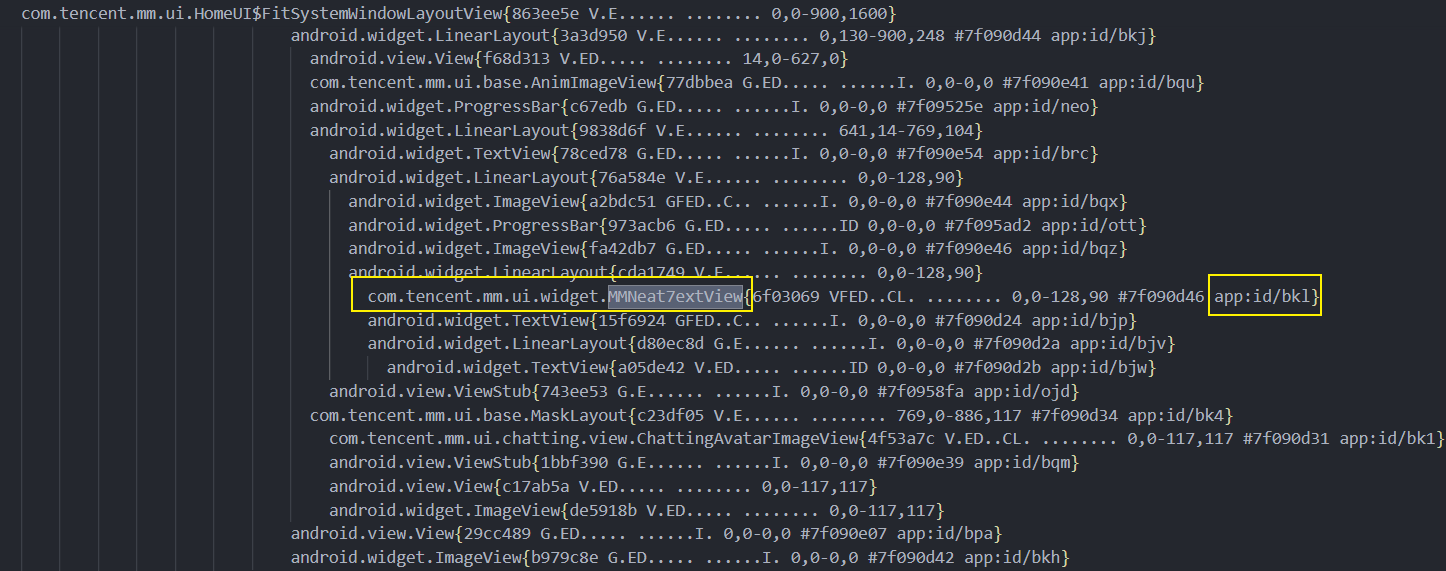 com.tencent.mm.ui.HomeUI$FitSystemWindowLayoutView{863ee5e V.E...... ........ 0,0-900,1600}
android.widget.LinearLayout{3a3d950 V.E...... ........ 0,130-900,248 #7f090d44 app:id/bkj}
android.view.View{f68d313 V.ED..... ........ 14,0-627,0}
com.tencent.mm.ui.base.AnimImageView{77dbbea G.ED..... ......I. 0,0-0,0 #7f090e41 app:id/bqu}
android.widget.ProgressBar{c67edb G.ED..... ......I. 0,0-0,0 #7f09525e app:id/neo}
android.widget.LinearLayout{9838d6f V.E...... ........ 641,14-769,104}
android.widget.TextView{78ced78 G.ED..... ......I. 0,0-0,0 #7f090e54 app:id/brc}
android.widget.LinearLayout{76a584e V.E...... ........ 0,0-128,90}
android.widget.ImageView{a2bdc51 GFED..C.. ......I. 0,0-0,0 #7f090e44 app:id/bqx}
android.widget.ProgressBar{973acb6 G.ED..... ......ID 0,0-0,0 #7f095ad2 app:id/ott}
android.widget.ImageView{fa42db7 G.ED..... ......I. 0,0-0,0 #7f090e46 app:id/bqz}
android.widget.LinearLayout{cda1749 V.E...... ........ 0,0-128,90}
com.tencent.mm.ui.widget.MMNeat7extView{6f03069 VFED..CL. ........ 0,0-128,90 #7f090d46 app:id/bkl}
android.widget.TextView{15f6924 GFED..C.. ......I. 0,0-0,0 #7f090d24 app:id/bjp}
android.widget.LinearLayout{d80ec8d G.E...... ......I. 0,0-0,0 #7f090d2a app:id/bjv}
android.widget.TextView{a05de42 V.ED..... ......ID 0,0-0,0 #7f090d2b app:id/bjw}
android.view.ViewStub{743ee53 G.E...... ......I. 0,0-0,0 #7f0958fa app:id/ojd}
com.tencent.mm.ui.base.MaskLayout{c23df05 V.E...... ........ 769,0-886,117 #7f090d34 app:id/bk4}
com.tencent.mm.ui.chatting.view.ChattingAvatarImageView{4f53a7c V.ED..CL. ........ 0,0-117,117 #7f090d31 app:id/bk1}
android.view.ViewStub{1bbf390 G.E...... ......I. 0,0-0,0 #7f090e39 app:id/bqm}
android.view.View{c17ab5a V.ED..... ........ 0,0-117,117}
android.widget.ImageView{de5918b V.ED..... ........ 0,0-117,117}
android.view.View{29cc489 G.ED..... ......I. 0,0-0,0 #7f090e07 app:id/bpa}
android.widget.ImageView{b979c8e G.ED..... ......I. 0,0-0,0 #7f090d42 app:id/bkh}